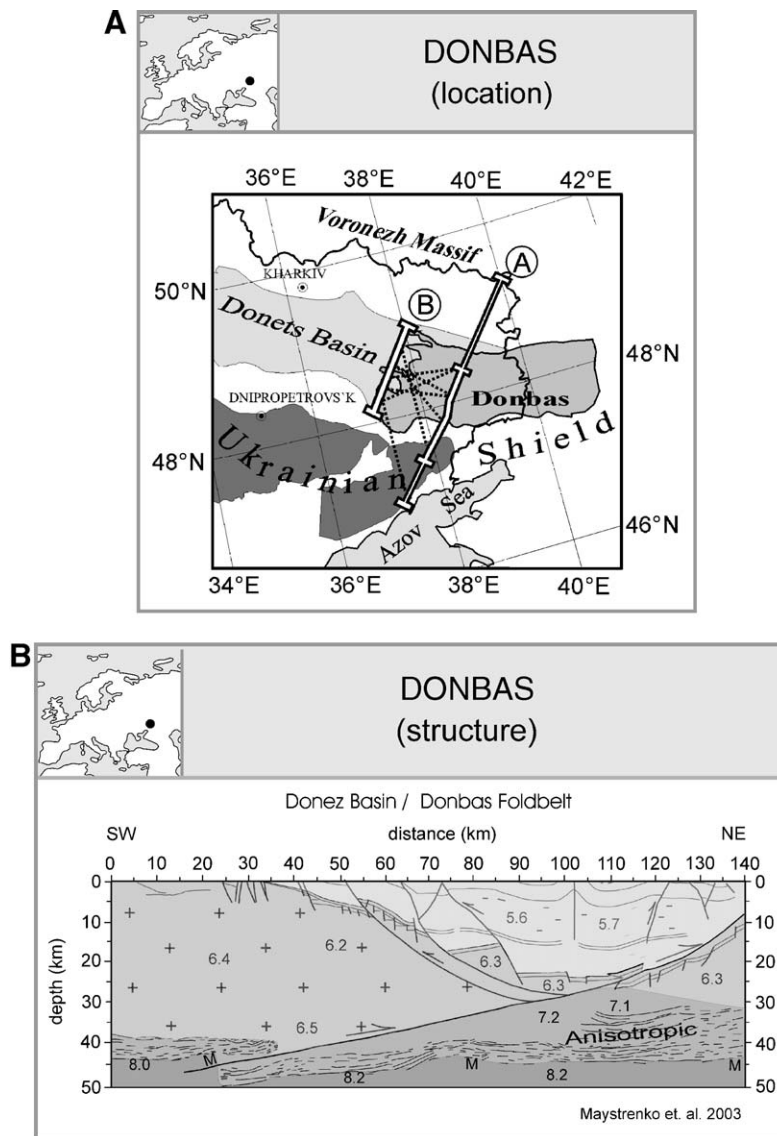 A
DONBAS
(location)
36°E 38°E 40°E 42°E
Voronezh Massif
A
KHARKIV
50°N
B
Donets Basin
48°N
DNIPROPETROVS`K
Donbas
48°N
Ukrainian Shield
Azov Sea
46°N
34°E 36°E 38°E 40°E
B
DONBAS
(structure)
Donez Basin / Donbas Foldbelt
SW distance (km) NE
0 10 20 30 40 50 60 70 80 90 100 110 120 130 140
0 0
5.6 5.7
10 10
6.2
6.4 6.3 6.3
20 20
6.3
30 30
7.2 7.1
6.5 Anisotropic
40 40
8.0 M M M
8.2 8.2
50 50
depth (km)
Maystrenko et. al. 2003